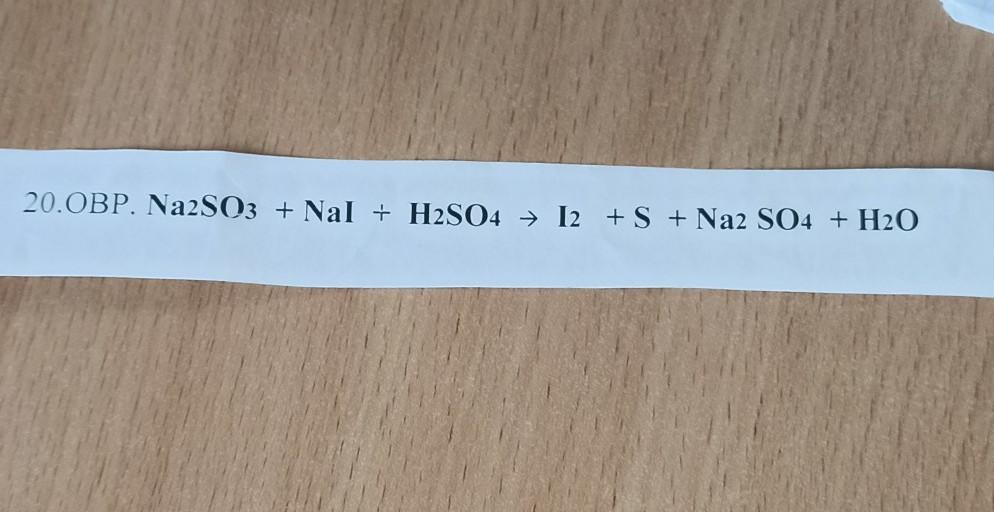 20.ОВР. Na2SO3 + NaI + H2SO4 → I2 + S + Na2 SO4 + H2O